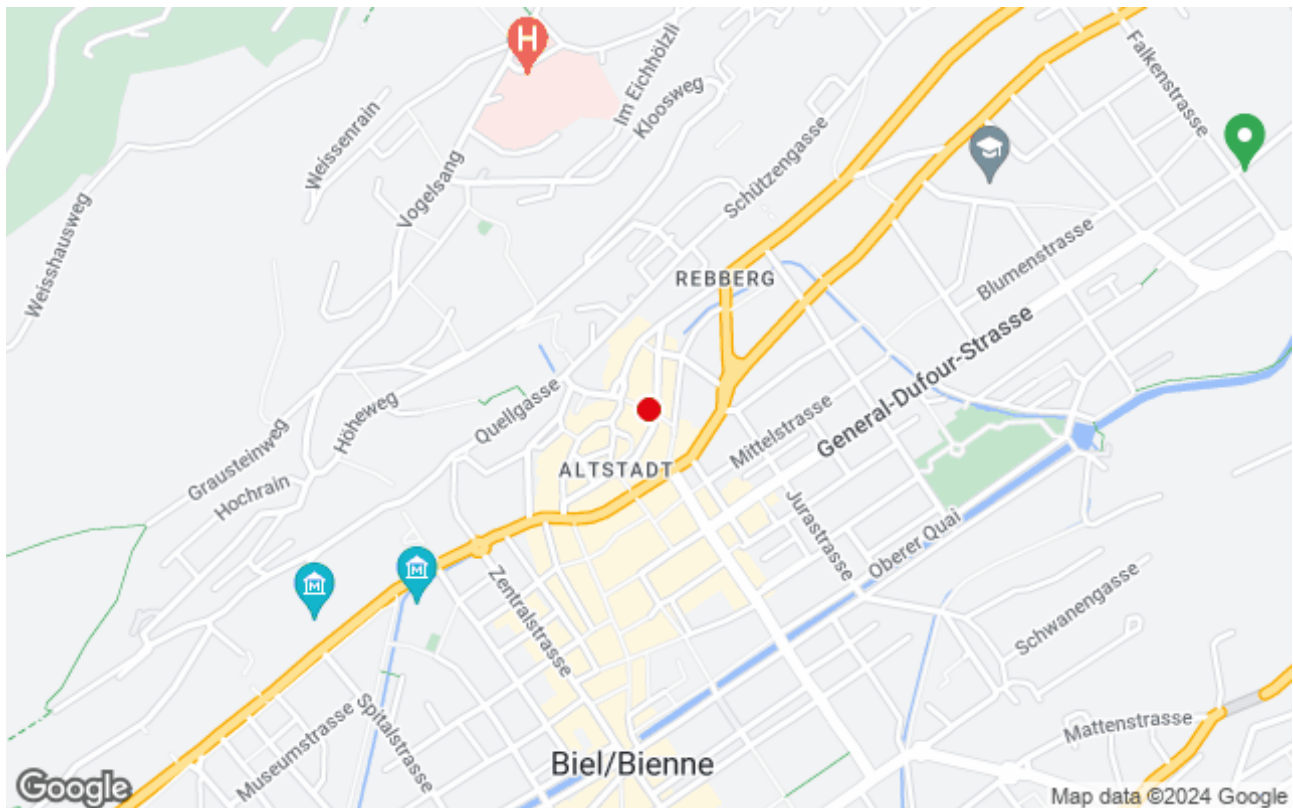 H
Im Eichhölzli
Falkenstrasse
Weissenrain
Kloosweg
Vogelsang
Schützengasse
Weisshausweg
REBBERG
Blumenstrasse
General-Dufour-Strasse
Quellgasse
Höheweg
Mittelstrasse
Grausteinweg
ALTSTADT
Hochrain
Jurastrasse
Oberer Quai
M
M
Zentralstrasse
Schwanengasse
Museumstrasse
Spitalstrasse
Mattenstrasse
Biel/Bienne
Google
Map data ©2024 Google